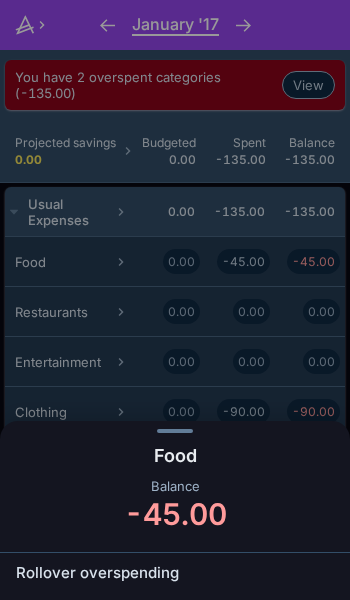 January '17
You have 2 overspent categories
(-135.00)
View
Projected savings
0.00
Budgeted
0.00
Spent
-135.00
Balance
-135.00
Usual
Expenses
0.00
-135.00
-135.00
Food
0.00
-45.00
-45.00
Restaurants
0.00
0.00
0.00
Entertainment
0.00
0.00
0.00
Clothing
0.00
-90.00
-90.00
Food
Balance
-45.00
Rollover overspending